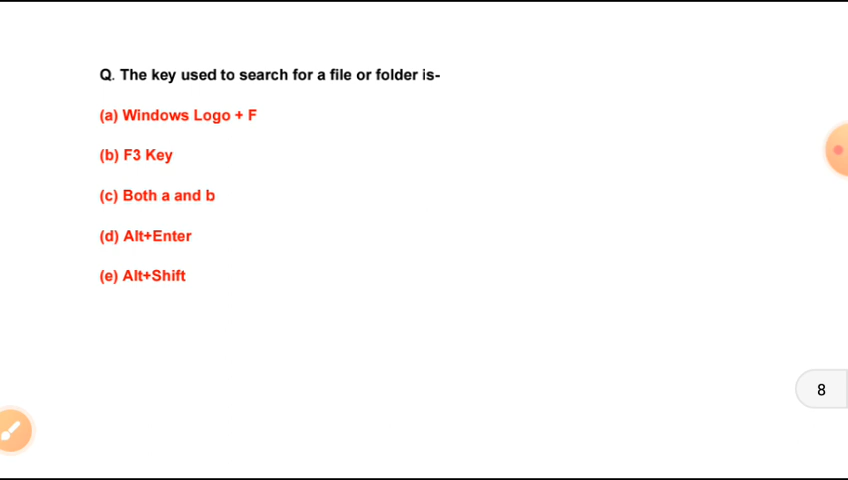 Q. The key used to search for a file or folder is-
(a) Windows Logo + F
(b) F3 Key
(c) Both a and b
(d) Alt+Enter
(e) Alt+Shift
8